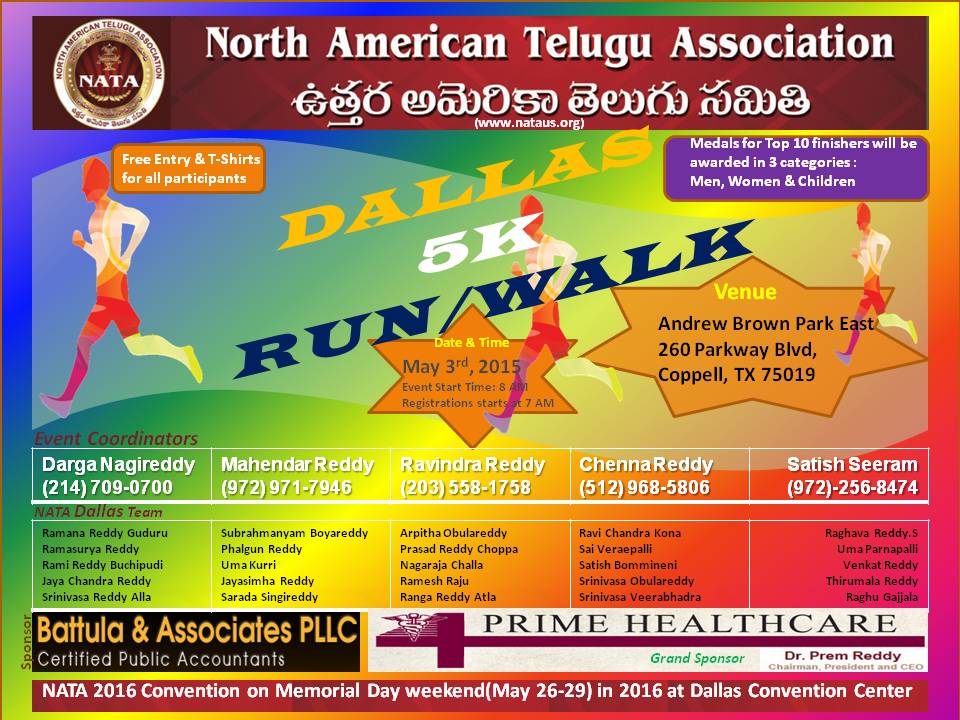 NORTH AMERICAN TELUGU ASSOCIATION
NATA
ఉత్తర అమెరికా తెలుగు సమితి
North American Telugu Association
ఉత్తర అమెరికా తెలుగు సమితి
(www.nataus.org)
Free Entry & T-Shirts
for all participants
Medals for Top 10 finishers will be
awarded in 3 categories :
Men, Women & Children
DALLAS
5K
RUN/WALK
Date & Time
May 3rd, 2015
Event Start Time: 8 AM
Registrations starts at 7 AM
Venue
Andrew Brown Park East
260 Parkway Blvd,
Coppell, TX 75019
Event Coordinators
Darga Nagireddy
(214) 709-0700
Mahendar Reddy
(972) 971-7946
Ravindra Reddy
(203) 558-1758
Chenna Reddy
(512) 968-5806
Satish Seeram
(972)-256-8474
NATA Dallas Team
Ramana Reddy Guduru
Ramasurya Reddy
Rami Reddy Buchipudi
Jaya Chandra Reddy
Srinivasa Reddy Alla
Subrahmanyam Boyareddy
Phalgun Reddy
Uma Kurri
Jayasimha Reddy
Sarada Singireddy
Arpitha Obulareddy
Prasad Reddy Choppa
Nagaraja Challa
Ramesh Raju
Ranga Reddy Atla
Ravi Chandra Kona
Sai Veraepalli
Satish Bommineni
Srinivasa Obulareddy
Srinivasa Veerabhadra
Raghava Reddy.S
Uma Parnapalli
Venkat Reddy
Thirumala Reddy
Raghu Gajjala
Sponsor
Battula & Associates PLLC
Certified Public Accountants
PRIME HEALTHCARE
Grand Sponsor
Dr. Prem Reddy
Chairman, President and CEO
NATA 2016 Convention on Memorial Day weekend(May 26-29) in 2016 at Dallas Convention Center